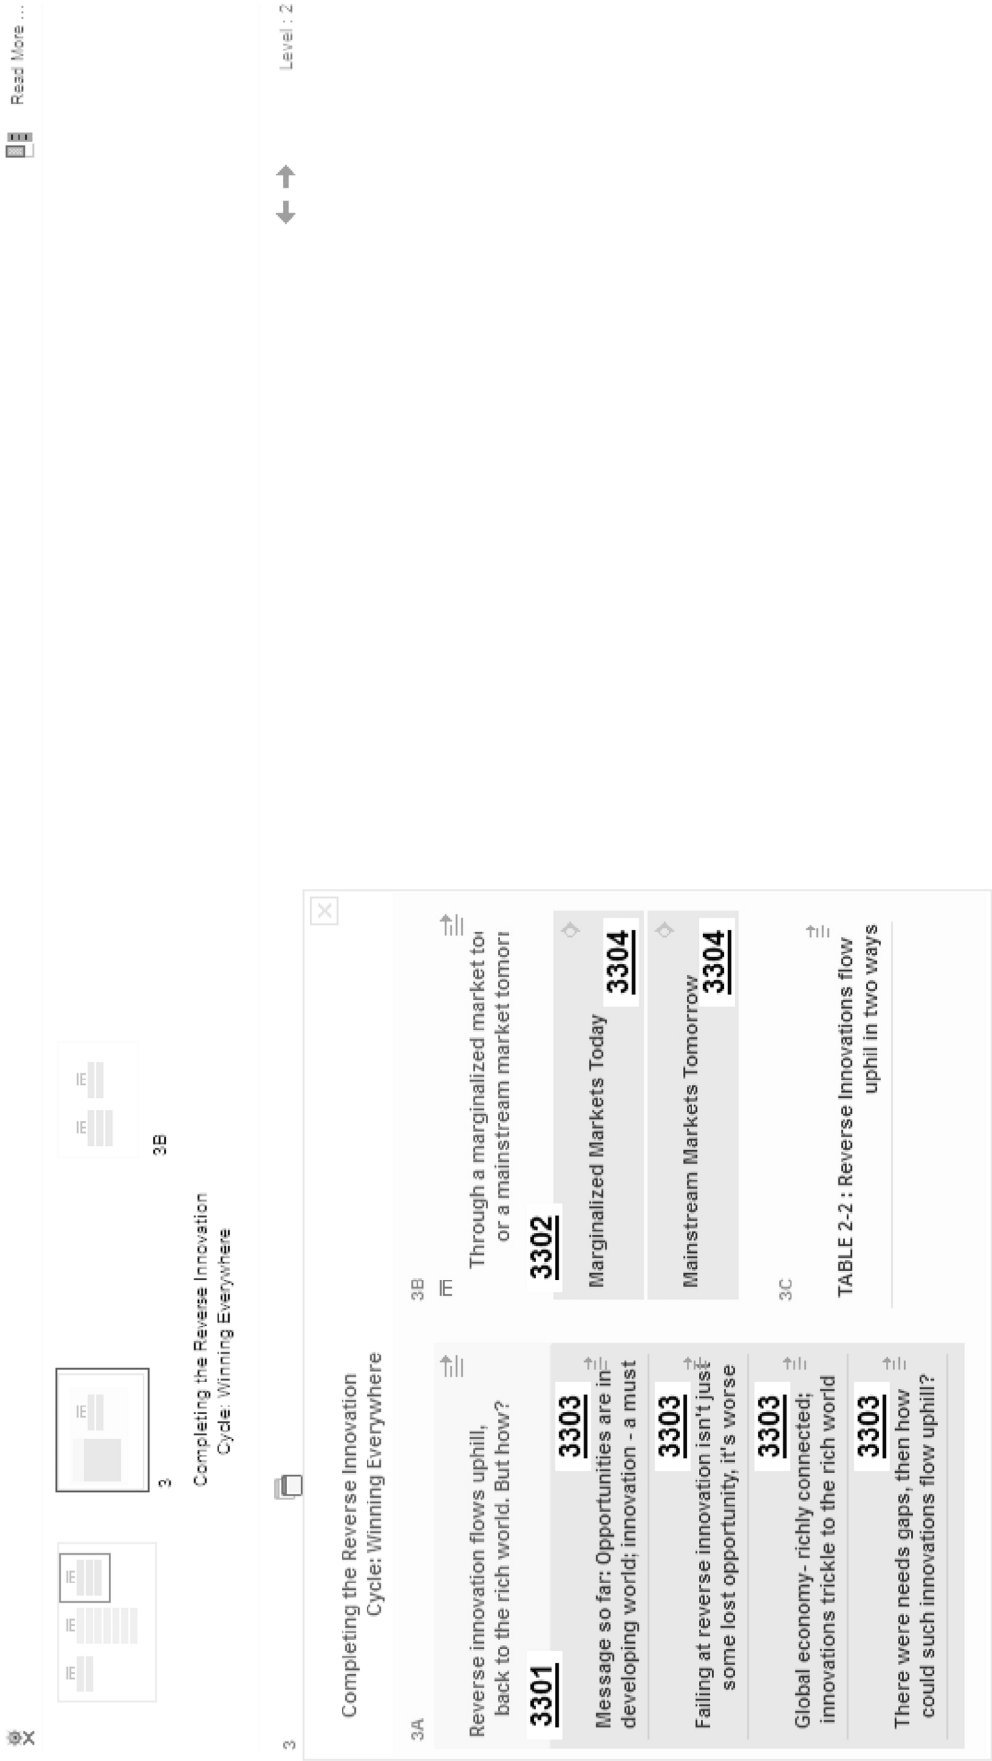 Read More ...
3
Completing the Reverse Innovation
Cycle: Winning Everywhere
3B
3
Level : 2
Completing the Reverse Innovation
Cycle: Winning Everywhere
3A
Reverse innovation flows uphill,
back to the rich world. But how?
3301
3303
Message so far: Opportunities are in
developing world; innovation - a must
3303
Failing at reverse innovation isn't just
some lost opportunity, it's worse
3303
Global economy- richly connected;
innovations trickle to the rich world
3303
There were needs gaps, then how
could such innovations flow uphill?
3B
Through a marginalized market to
or a mainstream market tomorr
3302
Marginalized Markets Today
3304
Mainstream Markets Tomorrow
3304
3C
TABLE 2-2 : Reverse Innovations flow
uphil in two ways